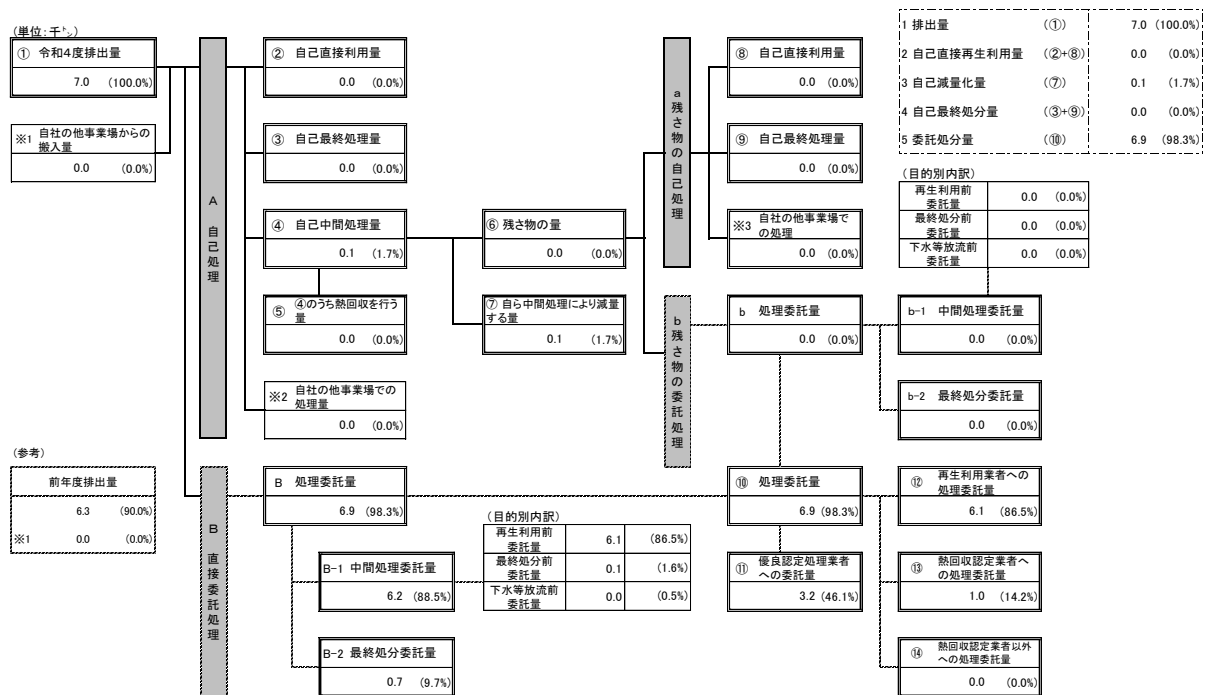 (単位:千㌧)
① 令和4度排出量
7.0 (100.0%)
※1 自社の他事業場からの
搬入量
0.0 (0.0%)
A 自己処理
② 自己直接利用量
0.0 (0.0%)
③ 自己最終処理量
0.0 (0.0%)
④ 自己中間処理量
0.1 (1.7%)
⑤ ④のうち熱回収を行う
量
0.0 (0.0%)
※2 自社の他事業場での
処理量
0.0 (0.0%)
⑥ 残さ物の量
0.0 (0.0%)
⑦ 自ら中間処理により減量
する量
0.1 (1.7%)
a 残さ物の自己処理
⑧ 自己直接利用量
0.0 (0.0%)
⑨ 自己最終処理量
0.0 (0.0%)
※3 自社の他事業場で
の処理
0.0 (0.0%)
b 残さ物の委託処理
b 処理委託量
0.0 (0.0%)
1 排出量 (①) 7.0 (100.0%)
2 自己直接再生利用量 (②+⑧) 0.0 (0.0%)
3 自己減量化量 (⑦) 0.1 (1.7%)
4 自己最終処分量 (③+⑨) 0.0 (0.0%)
5 委託処分量 (⑩) 6.9 (98.3%)
(目的別内訳)
再生利用前
委託量 0.0 (0.0%)
最終処分前
委託量 0.0 (0.0%)
下水等放流前
委託量 0.0 (0.0%)
b-1 中間処理委託量
0.0 (0.0%)
b-2 最終処分委託量
0.0 (0.0%)
(参考)
前年度排出量
6.3 (90.0%)
※1 0.0 (0.0%)
B 直接委託処理
B 処理委託量
6.9 (98.3%)
B-1 中間処理委託量
6.2 (88.5%)
B-2 最終処分委託量
0.7 (9.7%)
(目的別内訳)
再生利用前
委託量 6.1 (86.5%)
最終処分前
委託量 0.1 (1.6%)
下水等放流前
委託量 0.0 (0.5%)
⑩ 処理委託量
6.9 (98.3%)
⑪ 優良認定処理業者
への委託量
3.2 (46.1%)
⑫ 再生利用業者への
処理委託量
6.1 (86.5%)
⑬ 熱回収認定業者へ
の処理委託量
1.0 (14.2%)
⑭ 熱回収認定業者以外
への処理委託量
0.0 (0.0%)